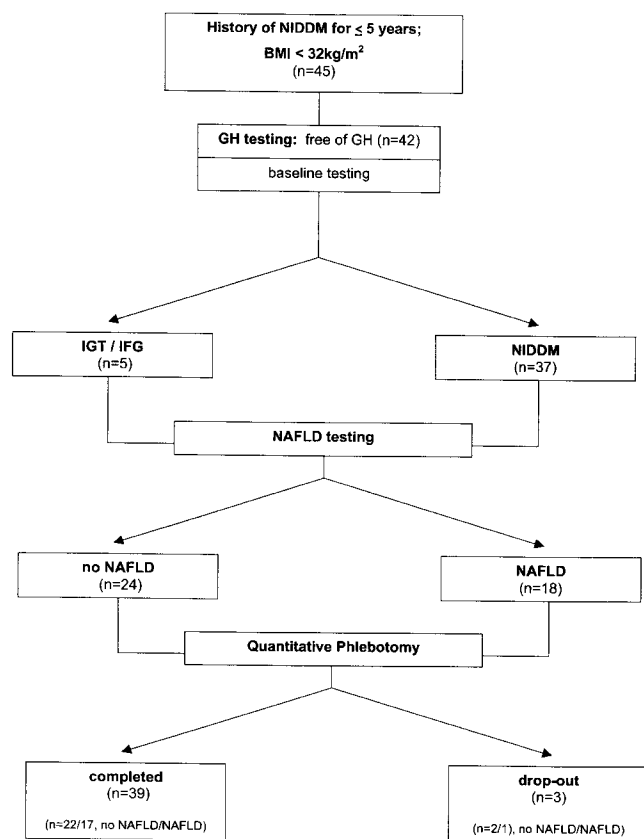 History of NIDDM for ≤ 5 years;
BMI < 32kg/m²
(n=45)
GH testing: free of GH (n=42)
baseline testing
IGT / IFG
(n=5)
NIDDM
(n=37)
NAFLD testing
no NAFLD
(n=24)
NAFLD
(n=18)
Quantitative Phlebotomy
completed
(n=39)
(n=22/17, no NAFLD/NAFLD)
drop-out
(n=3)
(n=2/1), no NAFLD/NAFLD)